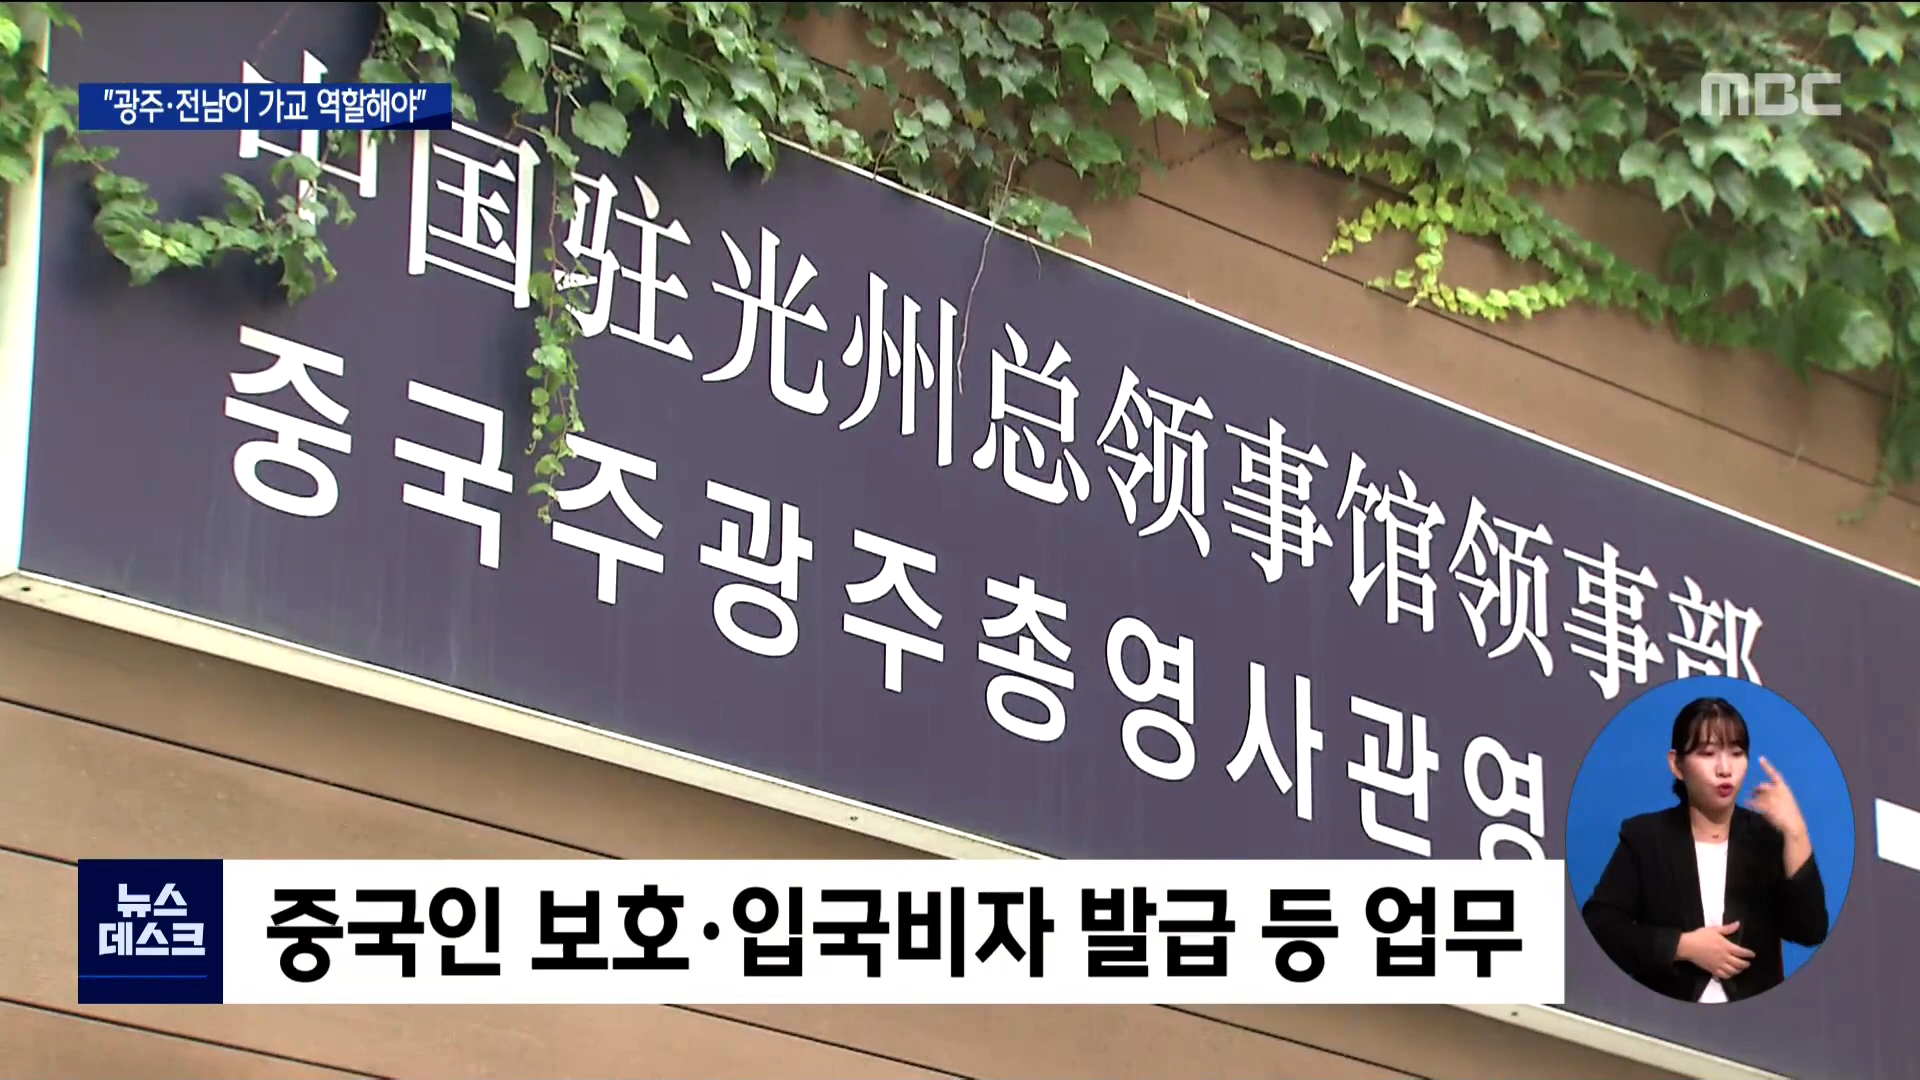 "광주·전남이 가교 역할해야"
MBC
中国驻光州总领事馆领事部
중국주광주총영사관영
뉴스
데스크
중국인 보호·입국비자 발급 등 업무